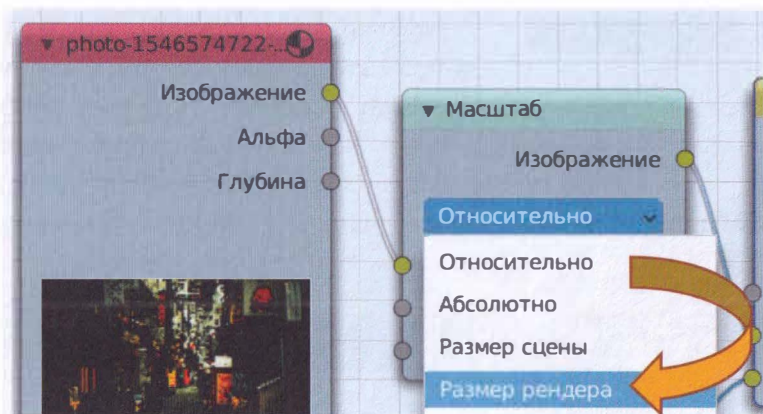 photo-1546574722-...
Изображение
Альфа
Глубина
Масштаб
Изображение
Относительно
Относительно
Абсолютно
Размер сцены
Размер рендера